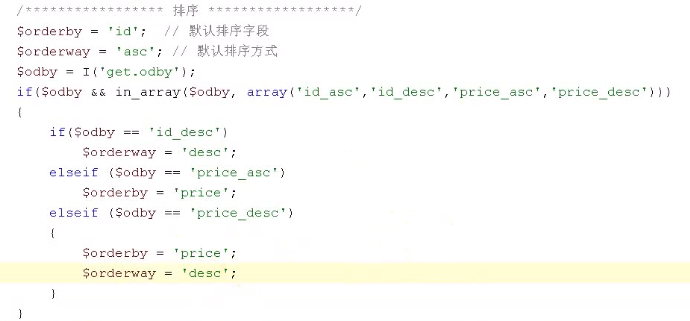 /***************** 排序 ******************/
$orderby = 'id';  // 默认排序字段
$orderway = 'asc'; // 默认排序方式
$odby = I('get.odby');
if($odby && in_array($odby, array('id_asc','id_desc','price_asc','price_desc')))
{
    if($odby == 'id_desc')
        $orderway = 'desc';
    elseif ($odby == 'price_asc')
        $orderby = 'price';
    elseif ($odby == 'price_desc')
    {
        $orderby = 'price';
        $orderway = 'desc';
    }
}